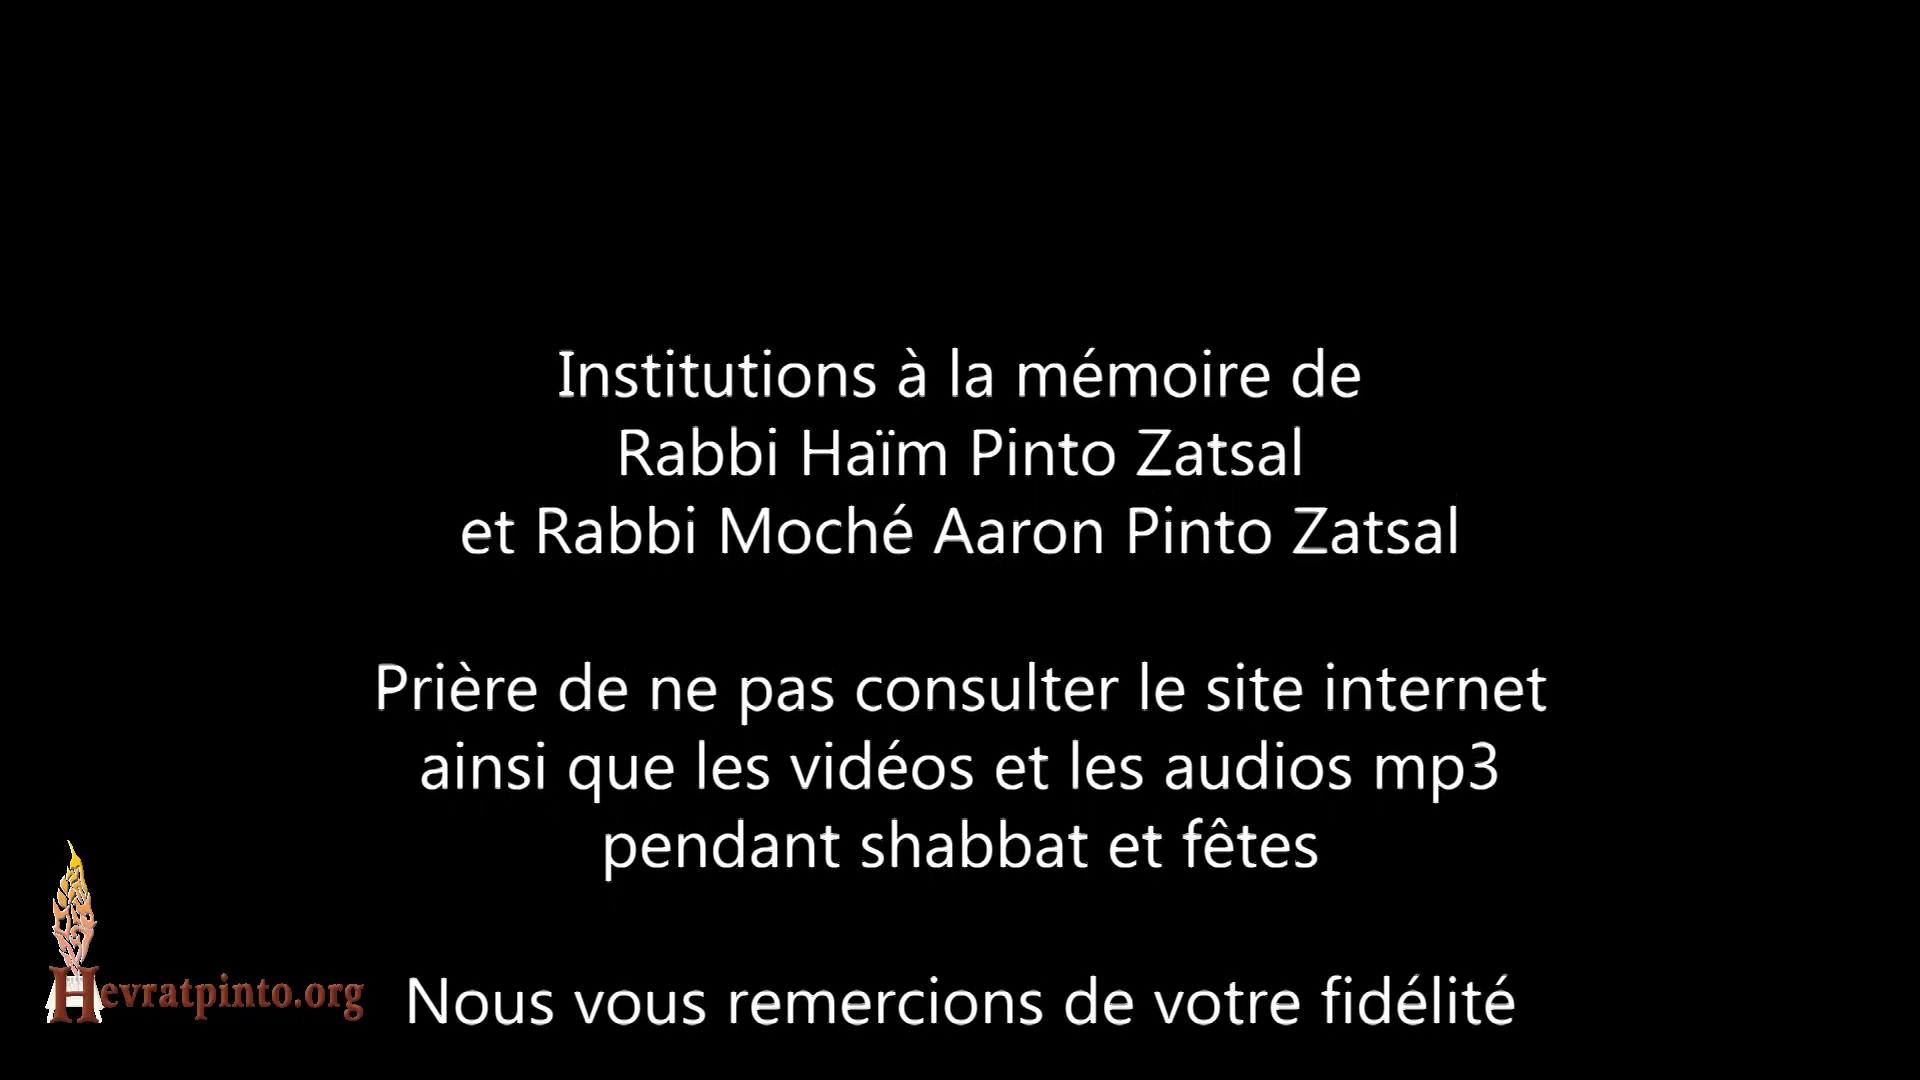 Institutions à la mémoire de
Rabbi Haïm Pinto Zatsal
et Rabbi Moché Aaron Pinto Zatsal
Prière de ne pas consulter le site internet
ainsi que les vidéos et les audios mp3
pendant shabbat et fêtes
Nous vous remercions de votre fidélité
Hevratpinto.org